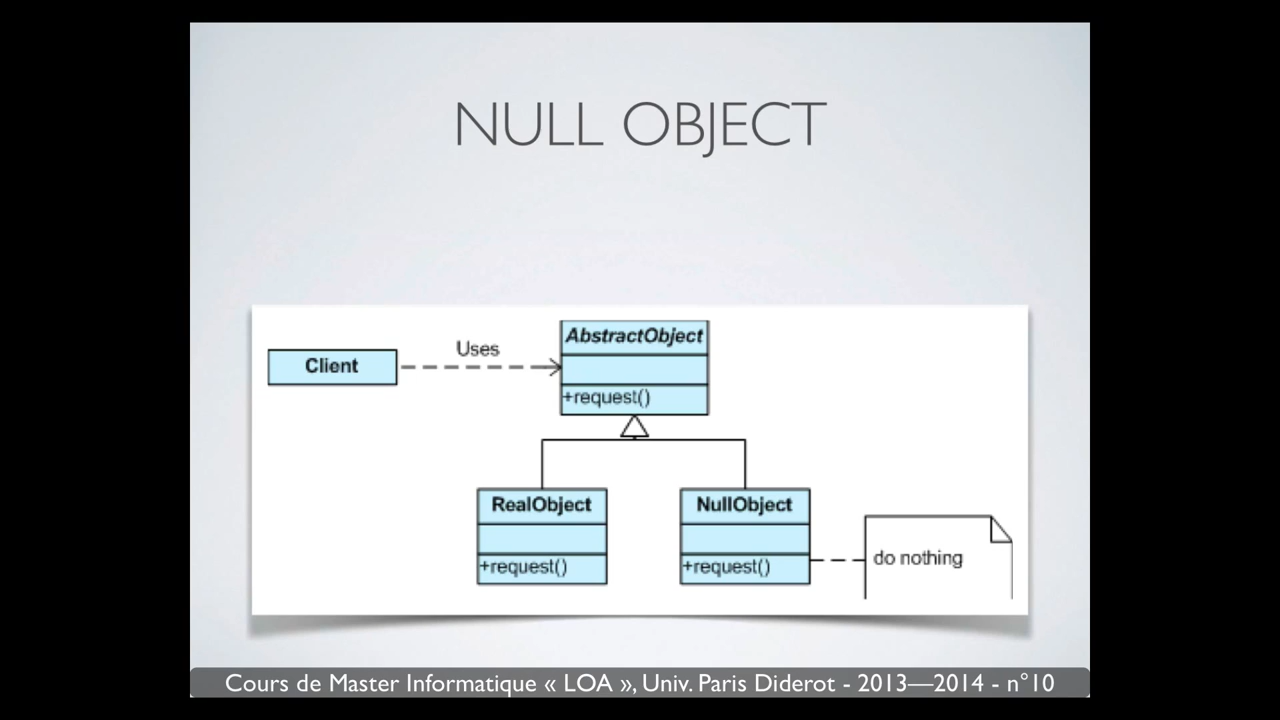 NULL OBJECT
Client
Uses
AbstractObject
+request()
RealObject
+request()
NullObject
+request()
do nothing
Cours de Master Informatique « LOA », Univ. Paris Diderot - 2013—2014 - n°10